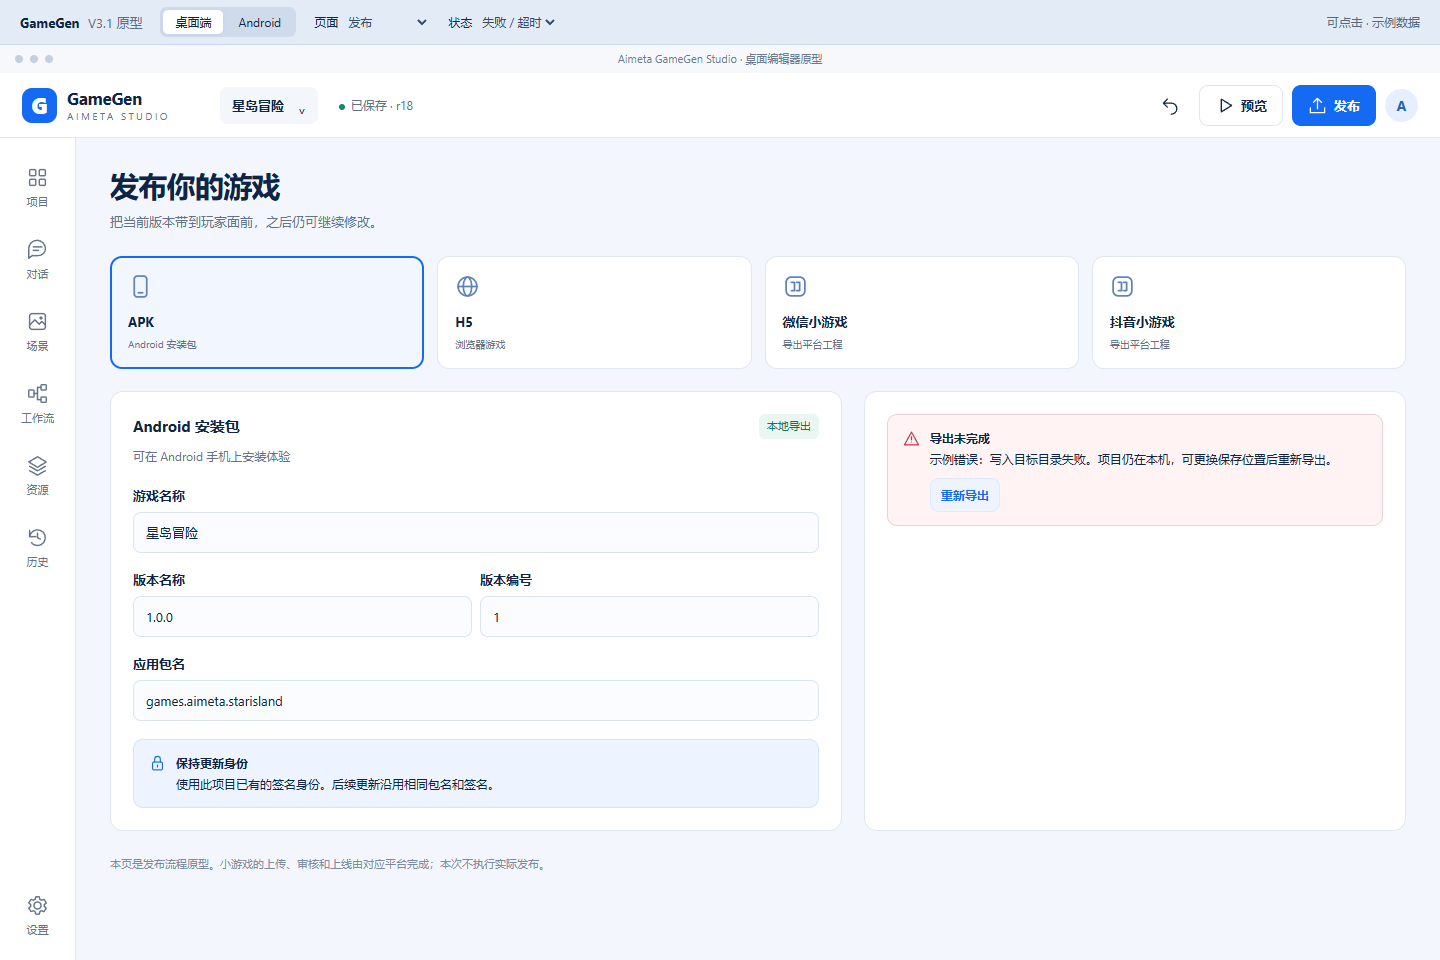 GameGen V3.1 原型 桌面端 Android 页面 发布 状态 失败 / 超时 可点击 · 示例数据
Aimeta GameGen Studio · 桌面编辑器原型
G GameGen
AIMETA STUDIO
星岛冒险
已保存 · r18
预览
发布
A
项目
对话
场景
工作流
资源
历史
设置
发布你的游戏
把当前版本带到玩家面前，之后仍可继续修改。
APK
Android 安装包
H5
浏览器游戏
微信小游戏
导出平台工程
抖音小游戏
导出平台工程
Android 安装包
本地导出
可在 Android 手机上安装体验
游戏名称
星岛冒险
版本名称
版本编号
1.0.0
1
应用包名
games.aimeta.starisland
保持更新身份
使用此项目已有的签名身份。后续更新沿用相同包名和签名。
导出未完成
示例错误：写入目标目录失败。项目仍在本机，可更换保存位置后重新导出。
重新导出
本页是发布流程原型。小游戏的上传、审核和上线由对应平台完成；本次不执行实际发布。